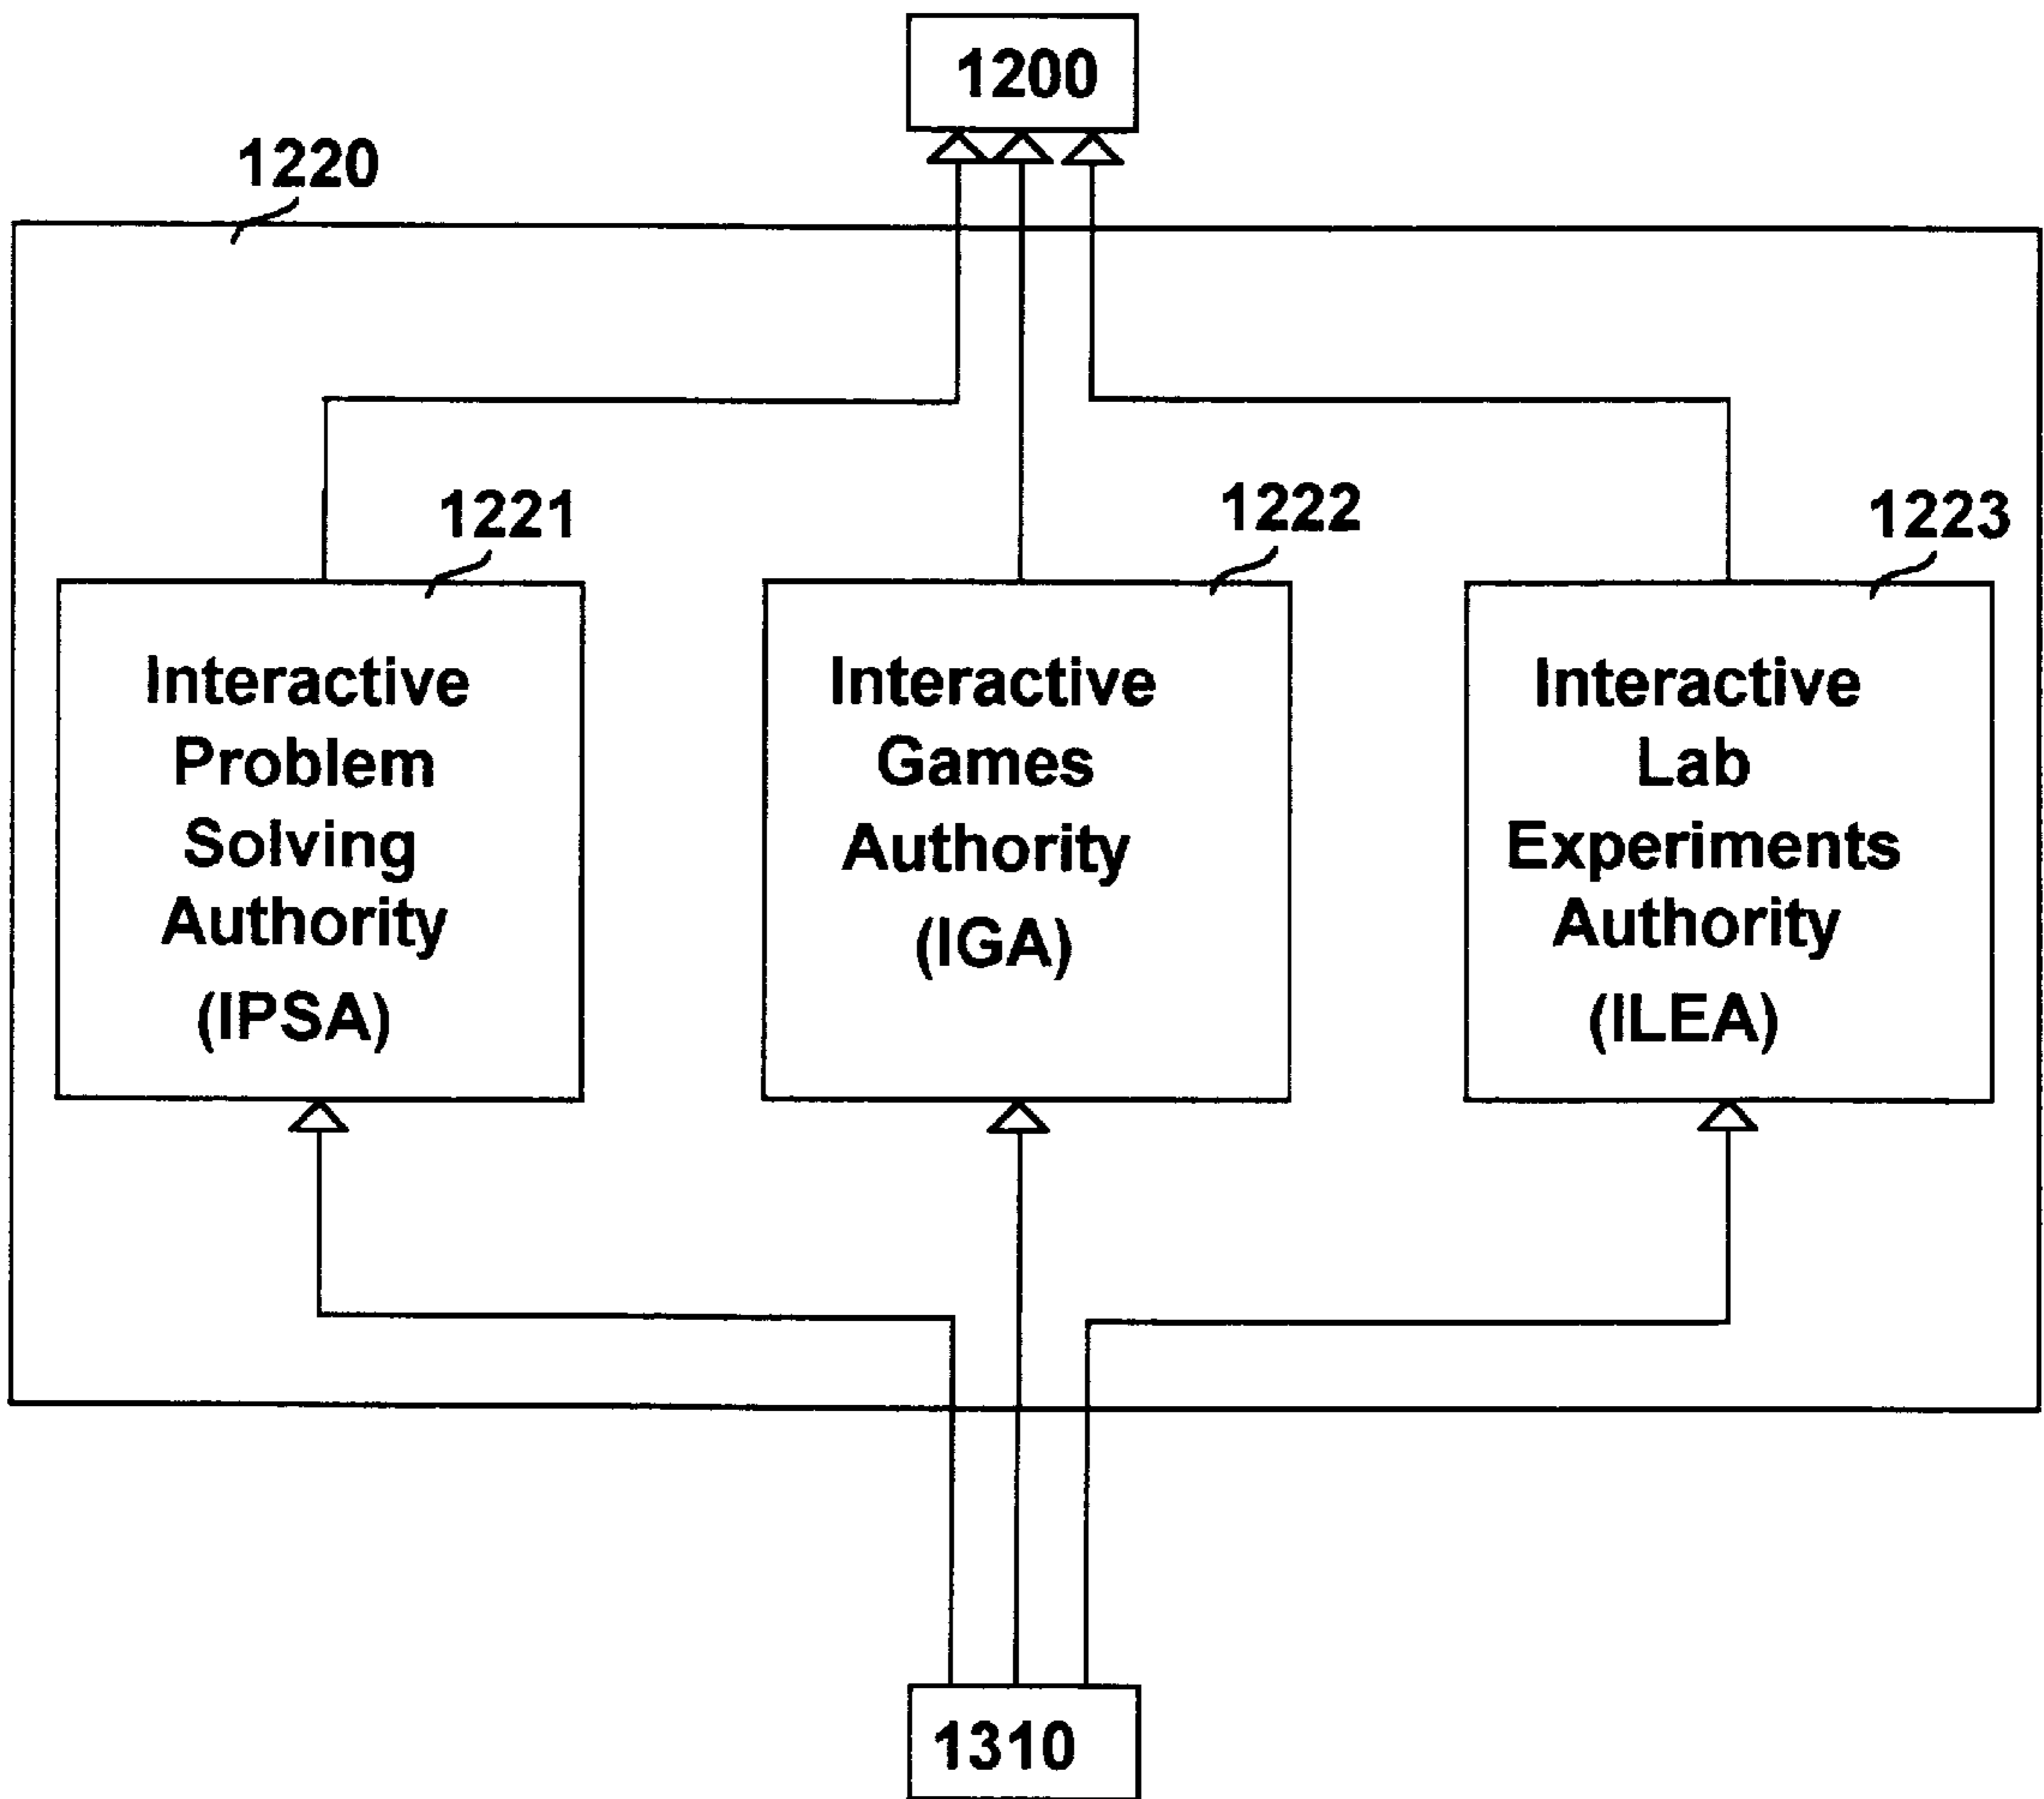 1200
1220
1221
1222
1223
Interactive
Problem
Solving
Authority
(IPSA)
Interactive
Games
Authority
(IGA)
Interactive
Lab
Experiments
Authority
(ILEA)
1310